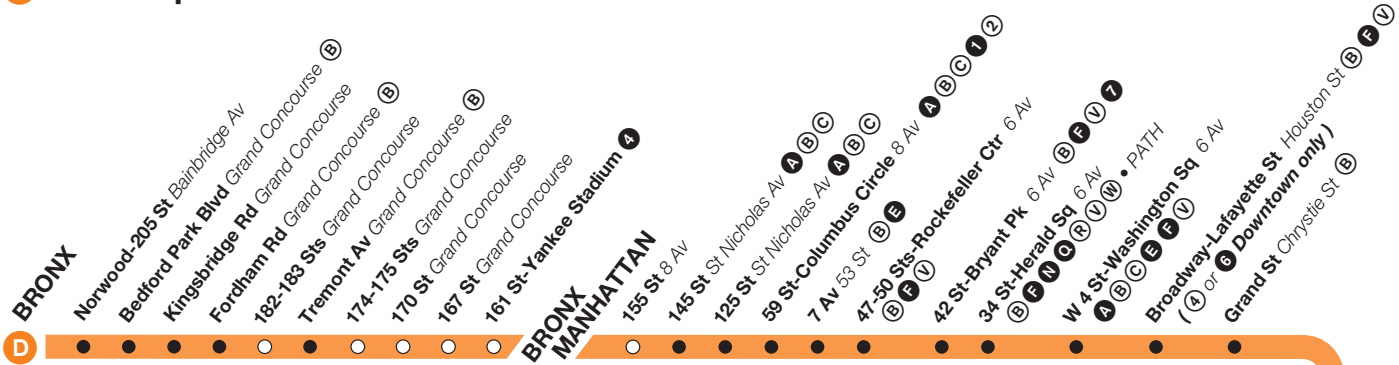 BRONX
Norwood-205 St Bainbridge Av
Bedford Park Blvd Grand Concourse B
Kingsbridge Rd Grand Concourse
Fordham Rd Grand Concourse B
182-183 Sts Grand Concourse
Tremont Av Grand Concourse B
174-175 Sts Grand Concourse
170 St Grand Concourse
167 St Grand Concourse
161 St-Yankee Stadium 4
BRONX
MANHATTAN
155 St 8 Av
145 St St Nicholas Av A B C
125 St St Nicholas Av A B C
59 St-Columbus Circle 8 Av A B C 1 2
7 Av 53 St B E
47-50 Sts-Rockefeller Ctr 6 Av
B F V
42 St-Bryant Pk 6 Av B F V 7
34 St-Herald Sq 6 Av
B F N Q R V W • PATH
W 4 St-Washington Sq 6 Av
A B C E F V
Broadway-Lafayette St Houston St B F V
( 4 or 6 Downtown only )
Grand St Chrystie St B
D